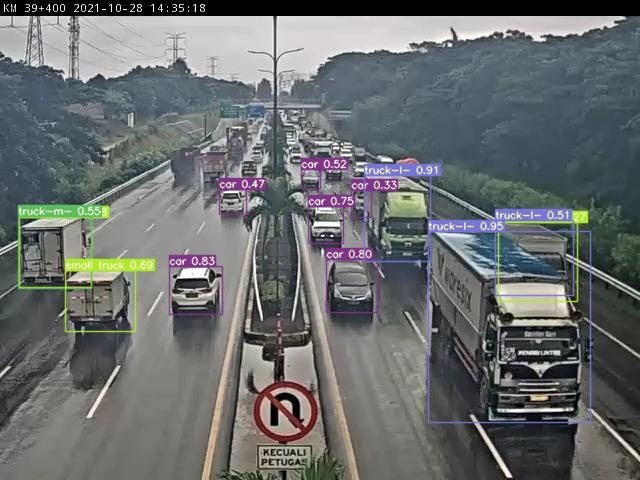 KM 39+400 2021-10-28 14:35:18
car 0.52
truck-l- 0.91
car 0.47
car 0.33
car 0.75
truck-m- 0.55
truck-l- 0.51
27
truck-l- 0.95
small truck 0.69
car 0.83
car 0.80
KECUALI
PETUGAS